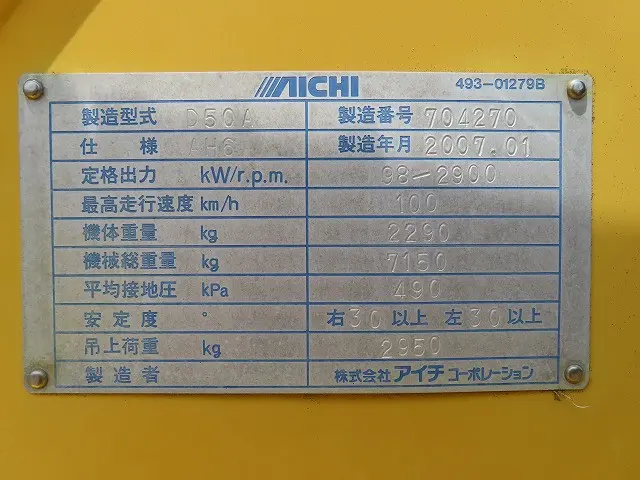 AICHI 493-01279B
製造型式 D50A 製造番号 704270
仕様 AH6 製造年月 2007.01
定格出力 kW/r.p.m. 98-2900
最高走行速度 km/h 100
機体重量 kg 2290
機械総重量 kg 7150
平均接地圧 kPa 490
安定度 ° 右30以上 左30以上
吊上荷重 kg 2950
製造者 株式会社アイチコーポレーション